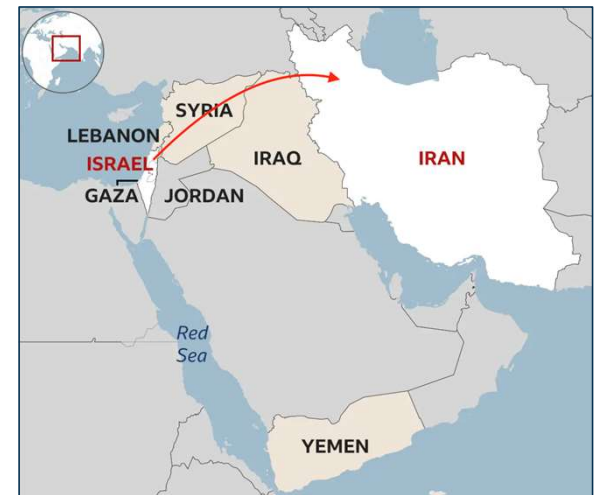 SYRIA
LEBANON
ISRAEL
IRAQ
IRAN
GAZA
JORDAN
Red
Sea
YEMEN